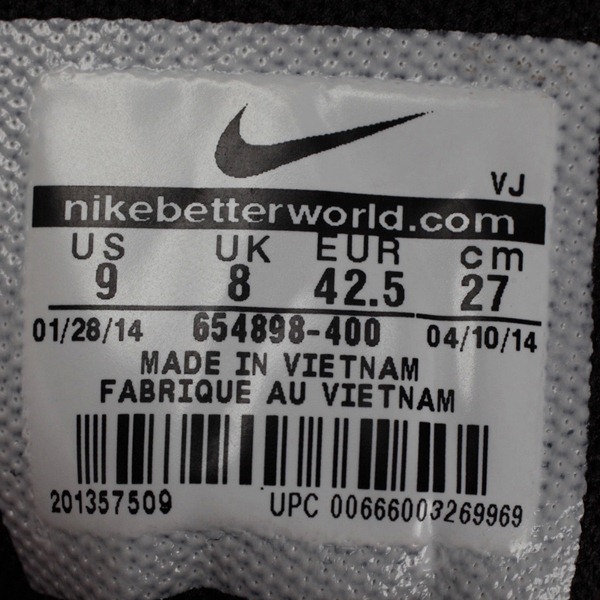 VJ
nikebetterworld.com
US UK EUR cm
9 8 42.5 27
01/28/14 654898-400 04/10/14
MADE IN VIETNAM
FABRIQUE AU VIETNAM
201357509 UPC 00666003269969